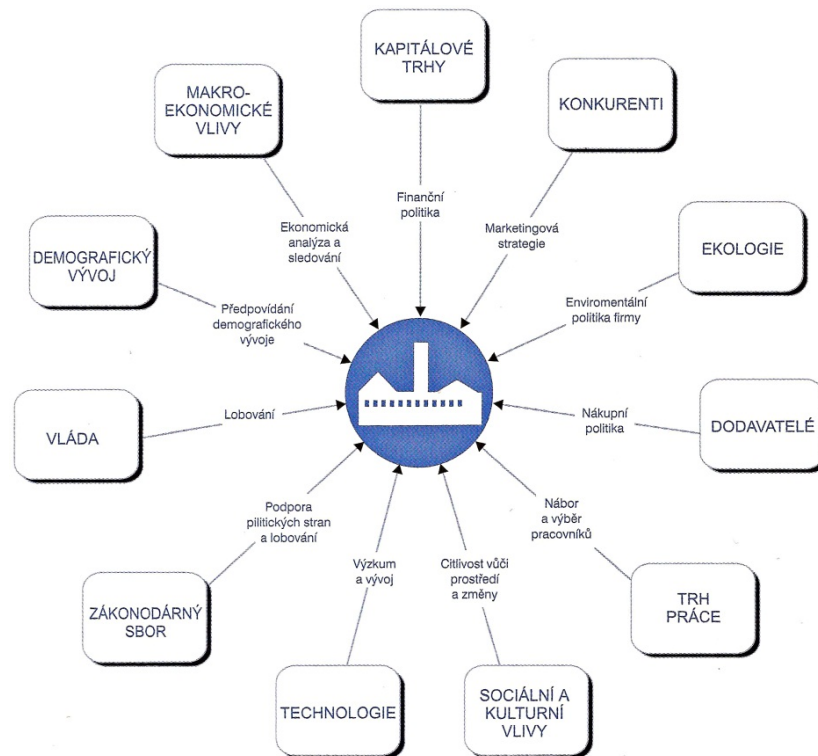 KAPITÁLOVÉ
TRHY
MAKRO-
EKONOMICKÉ
VLIVY
KONKURENTI
Finanční
politika
Ekonomická
analýza a
sledování
Marketingová
strategie
DEMOGRAFICKÝ
VÝVOJ
EKOLOGIE
Předpovídání
demografického
vývoje
Enviromentální
politika firmy
VLÁDA
Lobování
Nákupní
politika
DODAVATELÉ
Podpora
pilitických stran
a lobování
Nábor
a výběr
pracovníků
Výzkum
a vývoj
Citlivost vůči
prostředí
a změny
ZÁKONODÁRNÝ
SBOR
TRH
PRÁCE
TECHNOLOGIE
SOCIÁLNÍ A
KULTURNÍ
VLIVY